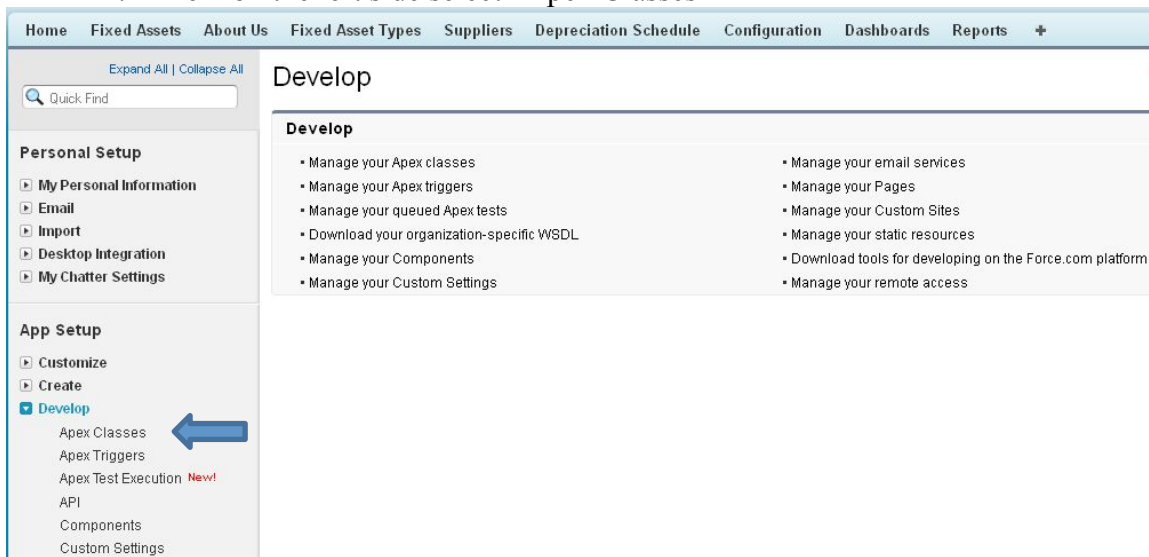 Home Fixed Assets About Us Fixed Asset Types Suppliers Depreciation Schedule Configuration Dashboards Reports +
Expand All | Collapse All
Quick Find
Personal Setup
My Personal Information
Email
Import
Desktop Integration
My Chatter Settings
App Setup
Customize
Create
Develop
Apex Classes
Apex Triggers
Apex Test Execution New!
API
Components
Custom Settings
Develop
Develop
▪ Manage your Apex classes
▪ Manage your Apex triggers
▪ Manage your queued Apex tests
▪ Download your organization-specific WSDL
▪ Manage your Components
▪ Manage your Custom Settings
▪ Manage your email services
▪ Manage your Pages
▪ Manage your Custom Sites
▪ Manage your static resources
▪ Download tools for developing on the Force.com platform
▪ Manage your remote access